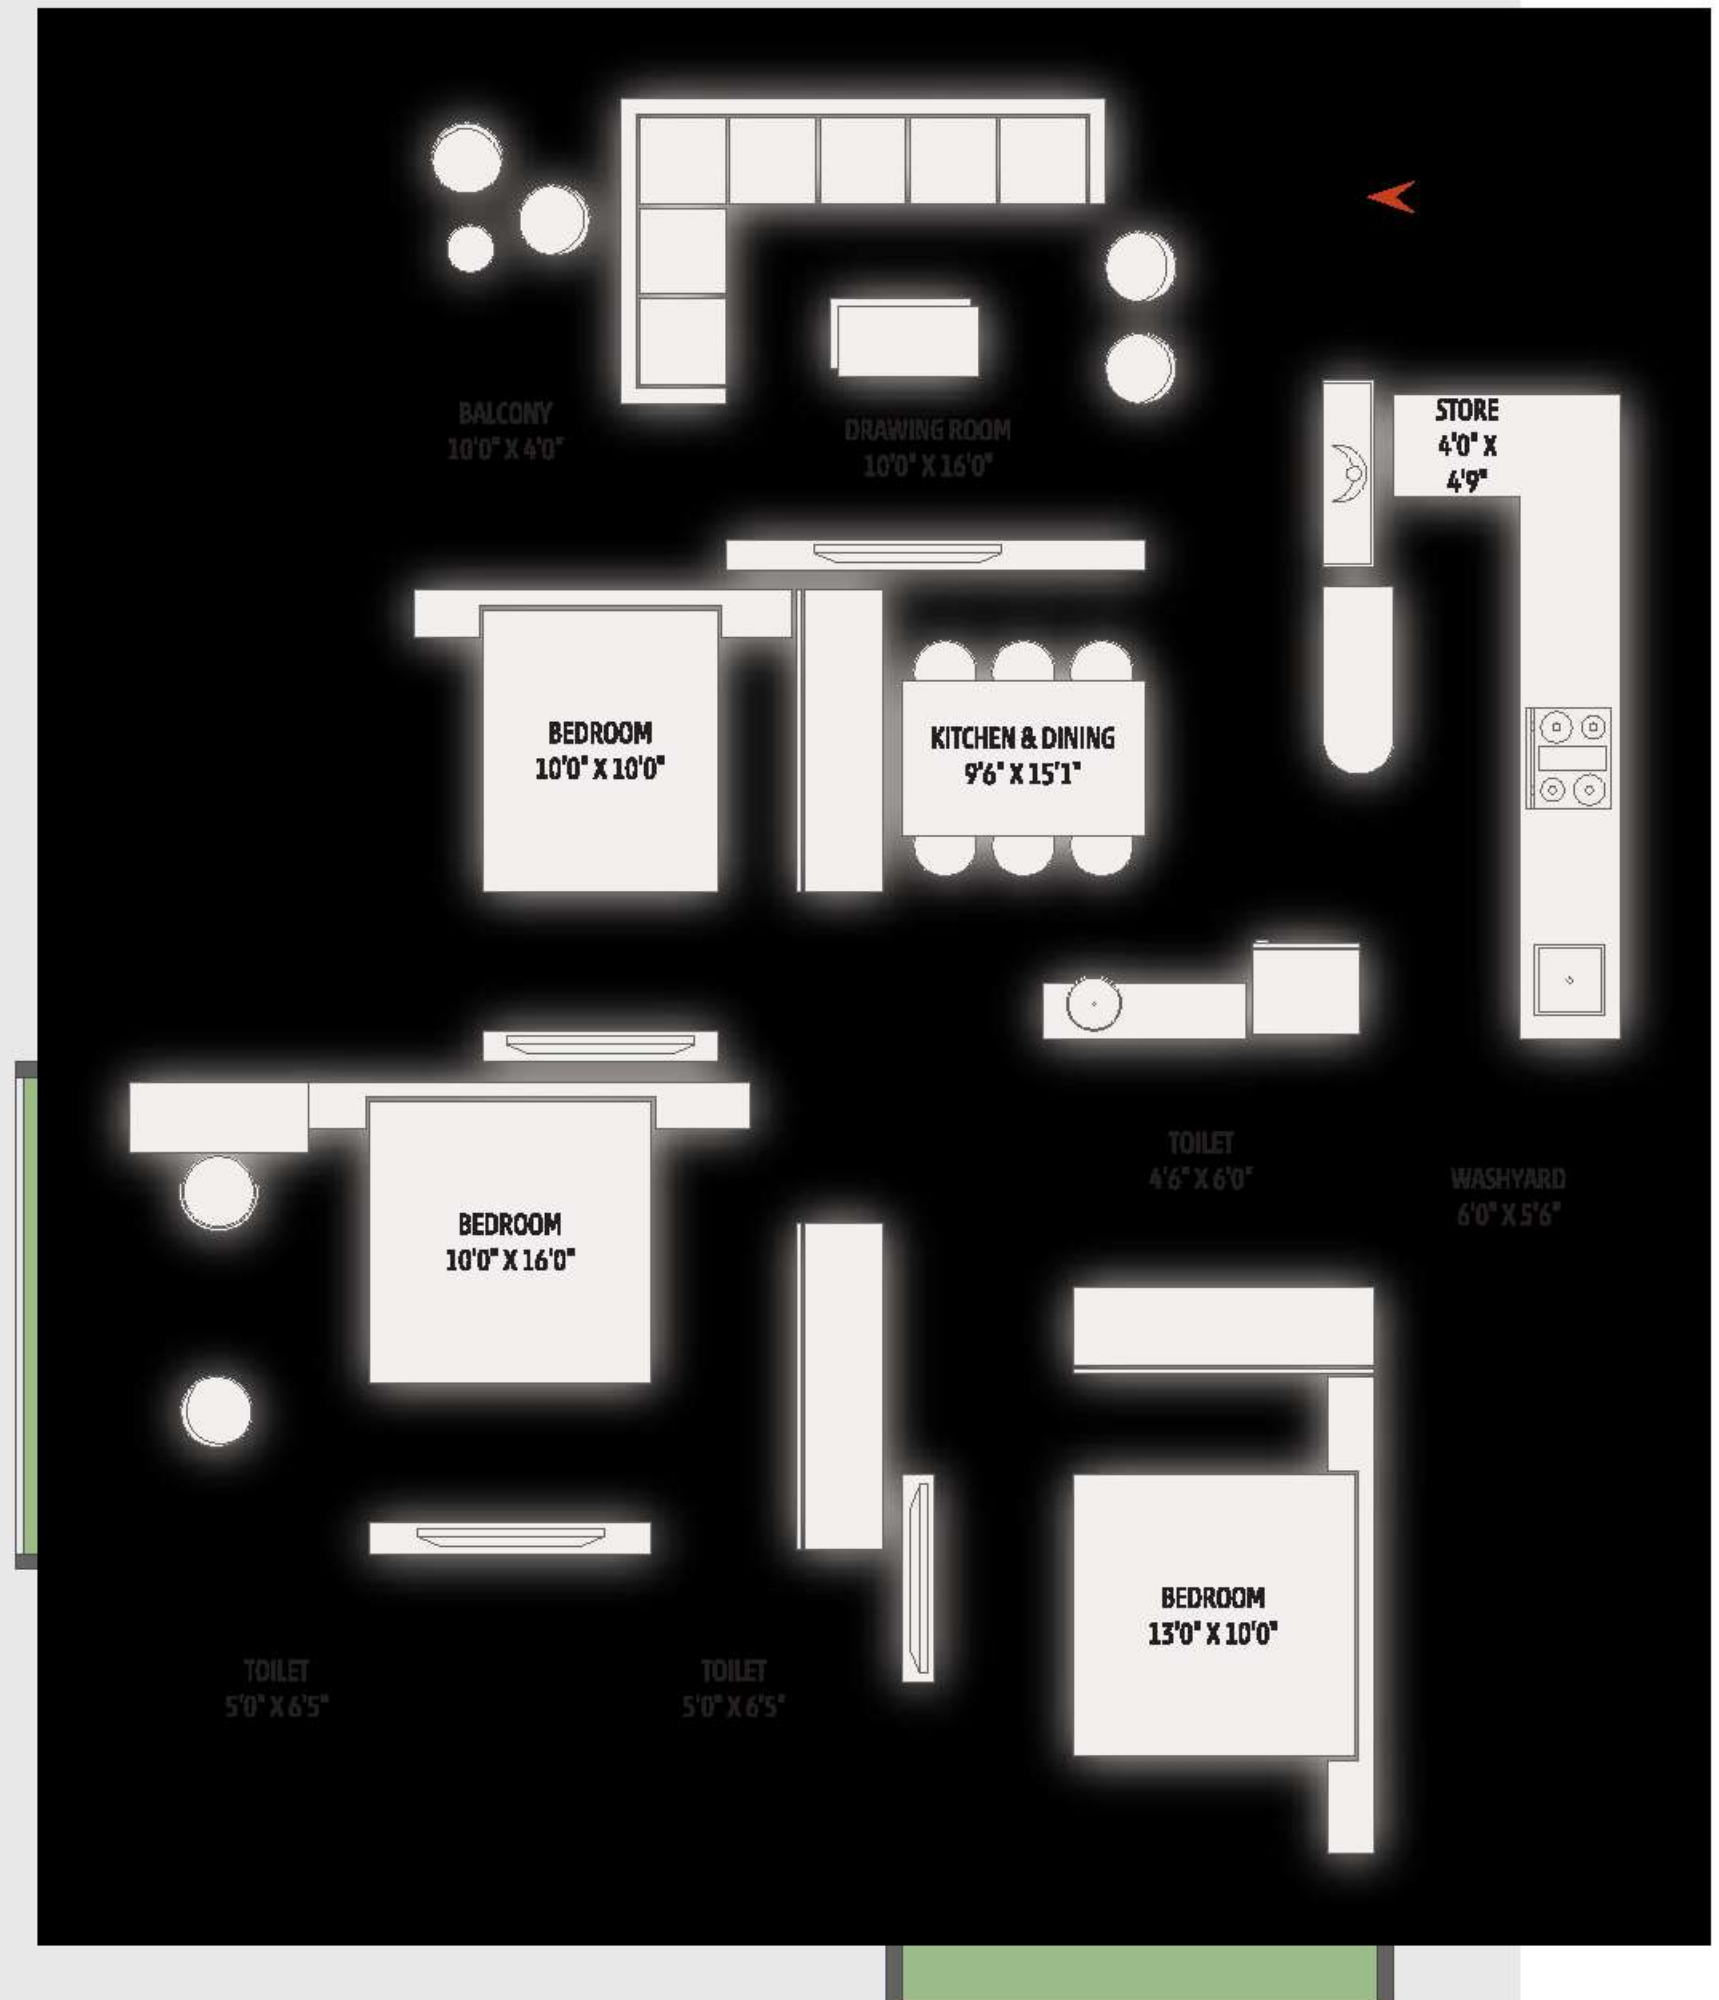 BALCONY
10'0" X 4'0"
DRAWING ROOM
10'0" X 16'0"
STORE
4'0" X
4'9"
BEDROOM
10'0" X 10'0"
KITCHEN & DINING
9'6" X 15'1"
TOILET
4'6" X 6'0"
WASHYARD
6'0" X 5'6"
BEDROOM
10'0" X 16'0"
BEDROOM
13'0" X 10'0"
TOILET
5'0" X 6'5"
TOILET
5'0" X 6'5"